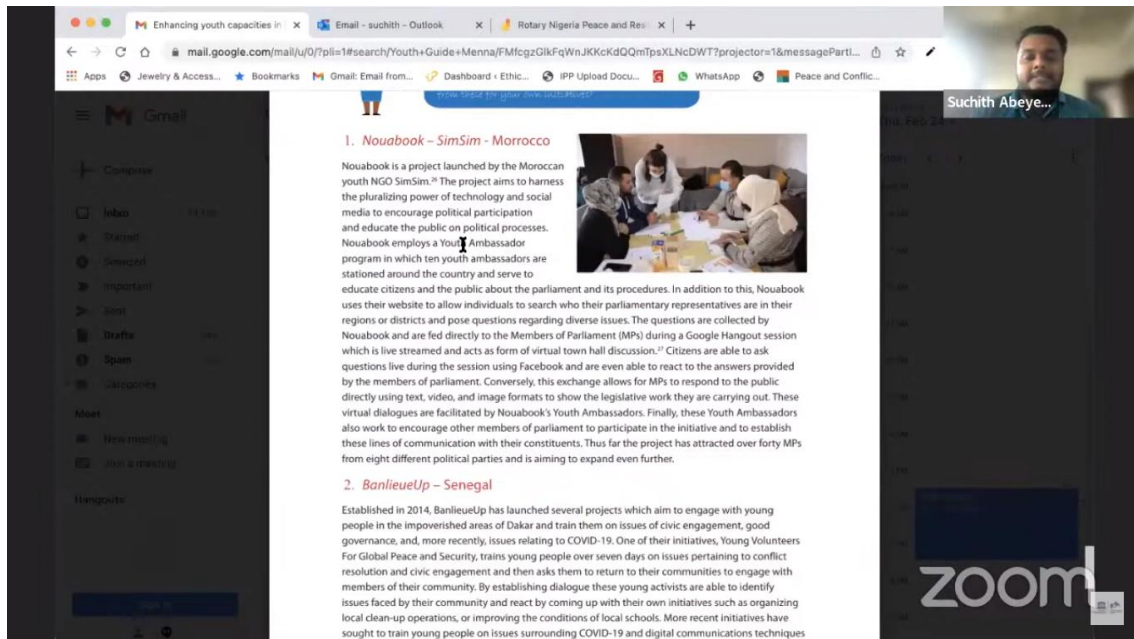 Enhancing youth capacities in
Email - suchith - Outlook
Rotary Nigeria Peace and Res
mail.google.com/mail/u/0/?pli=1#search/Youth+Guide+Menna/FMfcgzGlkFqWnJKKcKdQQmTpsXLNcDWT?projector=1&messageParti...
Apps
Jewelry & Access...
Bookmarks
Gmail: Email from...
Dashboard ‹ Ethic...
IPP Upload Docu...
WhatsApp
Peace and Conflic...
Suchith Abeye...
Gmail
Compose
Inbox
Starred
Snoozed
Important
Sent
Drafts
Spam
Categories
Meet
New meeting
Join a meeting
Hangouts
from these for your own initiatives?
1. Nouabook – SimSim - Morrocco
Nouabook is a project launched by the Moroccan
youth NGO SimSim.26 The project aims to harness
the pluralizing power of technology and social
media to encourage political participation
and educate the public on political processes.
Nouabook employs a Youth Ambassador
program in which ten youth ambassadors are
stationed around the country and serve to
educate citizens and the public about the parliament and its procedures. In addition to this, Nouabook
uses their website to allow individuals to search who their parliamentary representatives are in their
regions or districts and pose questions regarding diverse issues. The questions are collected by
Nouabook and are fed directly to the Members of Parliament (MPs) during a Google Hangout session
which is live streamed and acts as form of virtual town hall discussion.27 Citizens are able to ask
questions live during the session using Facebook and are even able to react to the answers provided
by the members of parliament. Conversely, this exchange allows for MPs to respond to the public
directly using text, video, and image formats to show the legislative work they are carrying out. These
virtual dialogues are facilitated by Nouabook's Youth Ambassadors. Finally, these Youth Ambassadors
also work to encourage other members of parliament to participate in the initiative and to establish
these lines of communication with their constituents. Thus far the project has attracted over forty MPs
from eight different political parties and is aiming to expand even further.
2. BanlieueUp – Senegal
Established in 2014, BanlieueUp has launched several projects which aim to engage with young
people in the impoverished areas of Dakar and train them on issues of civic engagement, good
governance, and, more recently, issues relating to COVID-19. One of their initiatives, Young Volunteers
For Global Peace and Security, trains young people over seven days on issues pertaining to conflict
resolution and civic engagement and then asks them to return to their communities to engage with
members of their community. By establishing dialogue these young activists are able to identify
issues faced by their community and react by coming up with their own initiatives such as organizing
local clean-up operations, or improving the conditions of local schools. More recent initiatives have
sought to train young people on issues surrounding COVID-19 and digital communications techniques
zoom